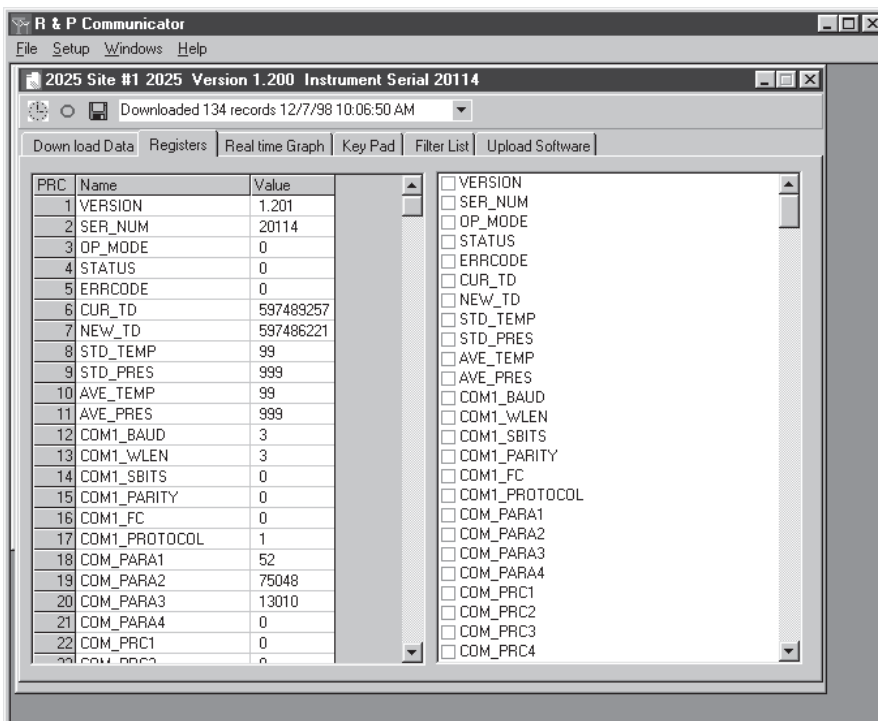 R & P Communicator
File Setup Windows Help
2025 Site #1 2025 Version 1.200 Instrument Serial 20114
Downloaded 134 records 12/7/98 10:06:50 AM
Down load Data Registers Real time Graph Key Pad Filter List Upload Software
PRC Name Value
1 VERSION 1.201
2 SER_NUM 20114
3 OP_MODE 0
4 STATUS 0
5 ERRCODE 0
6 CUR_TD 597489257
7 NEW_TD 597486221
8 STD_TEMP 99
9 STD_PRES 999
10 AVE_TEMP 99
11 AVE_PRES 999
12 COM1_BAUD 3
13 COM1_WLEN 3
14 COM1_SBITS 0
15 COM1_PARITY 0
16 COM1_FC 0
17 COM1_PROTOCOL 1
18 COM_PARA1 52
19 COM_PARA2 75048
20 COM_PARA3 13010
21 COM_PARA4 0
22 COM_PRC1 0
VERSION
SER_NUM
OP_MODE
STATUS
ERRCODE
CUR_TD
NEW_TD
STD_TEMP
STD_PRES
AVE_TEMP
AVE_PRES
COM1_BAUD
COM1_WLEN
COM1_SBITS
COM1_PARITY
COM1_FC
COM1_PROTOCOL
COM_PARA1
COM_PARA2
COM_PARA3
COM_PARA4
COM_PRC1
COM_PRC2
COM_PRC3
COM_PRC4